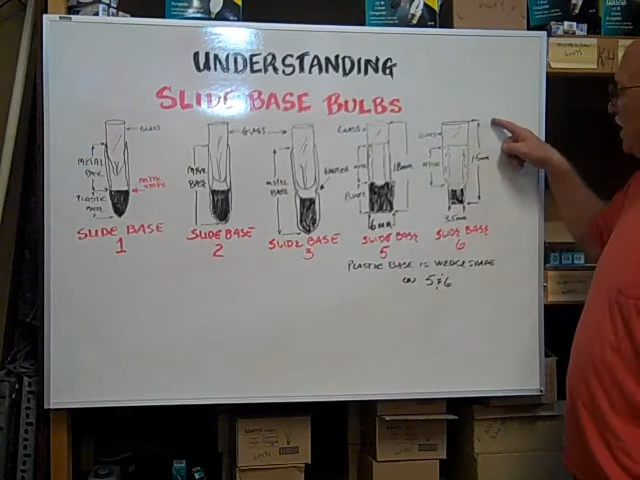 UNDERSTANDING
SLIDE BASE BULBS
GLASS
METAL BASE
PLASTIC BASE
SLIDE BASE
1
GLASS
METAL BASE
SLIDE BASE
2
METAL BASE
SLIDE BASE
3
GLASS
18mm
6mm
SLIDE BASE
5
GLASS
15mm
3.5mm
SLIDE BASE
6
PLASTIC BASE IS WEDGE SHAPE
ON 5 & 6